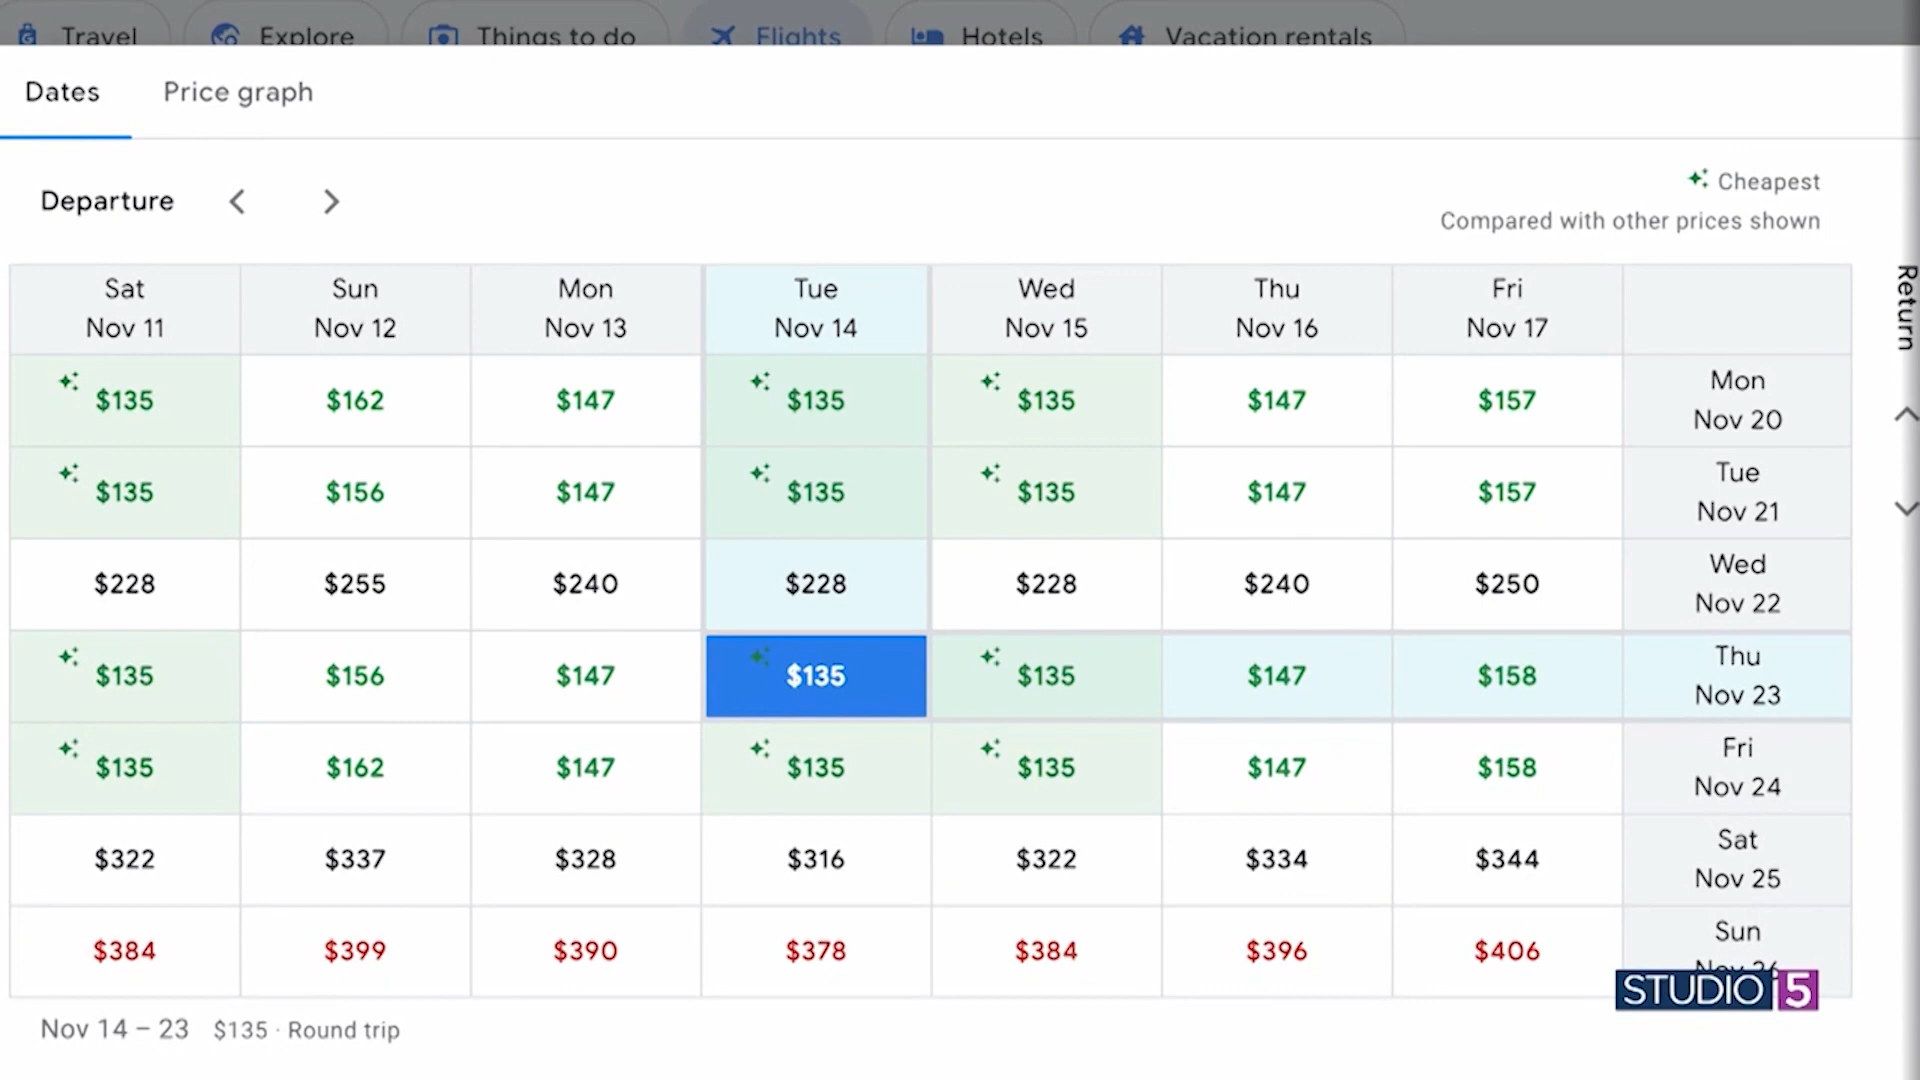 Travel Explore Things to do Flights Hotels Vacation rentals
Dates Price graph
Departure
Cheapest
Compared with other prices shown
Return
Sat Sun Mon Tue Wed Thu Fri
Nov 11 Nov 12 Nov 13 Nov 14 Nov 15 Nov 16 Nov 17
$135 $162 $147 $135 $135 $147 $157 Mon
Nov 20
$135 $156 $147 $135 $135 $147 $157 Tue
Nov 21
$228 $255 $240 $228 $228 $240 $250 Wed
Nov 22
$135 $156 $147 $135 $135 $147 $158 Thu
Nov 23
$135 $162 $147 $135 $135 $147 $158 Fri
Nov 24
$322 $337 $328 $316 $322 $334 $344 Sat
Nov 25
$384 $399 $390 $378 $384 $396 $406 Sun
Nov 26
STUDIO 5
Nov 14 – 23 $135 · Round trip